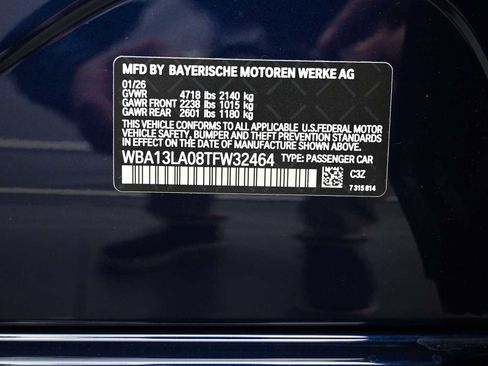 MFD BY BAYERISCHE MOTOREN WERKE AG
01/26
GVWR 4718 lbs 2140 kg
GAWR FRONT 2238 lbs 1015 kg
GAWR REAR 2601 lbs 1180 kg
THIS VEHICLE CONFORMS TO ALL APPLICABLE U.S.FEDERAL MOTOR
VEHICLE SAFETY, BUMPER, AND THEFT PREVENTION STANDARDS
IN EFFECT ON THE DATE OF MANUFACTURE SHOWN ABOVE.
WBA13LA08TFW32464 TYPE: PASSENGER CAR
C3Z
7 315 814